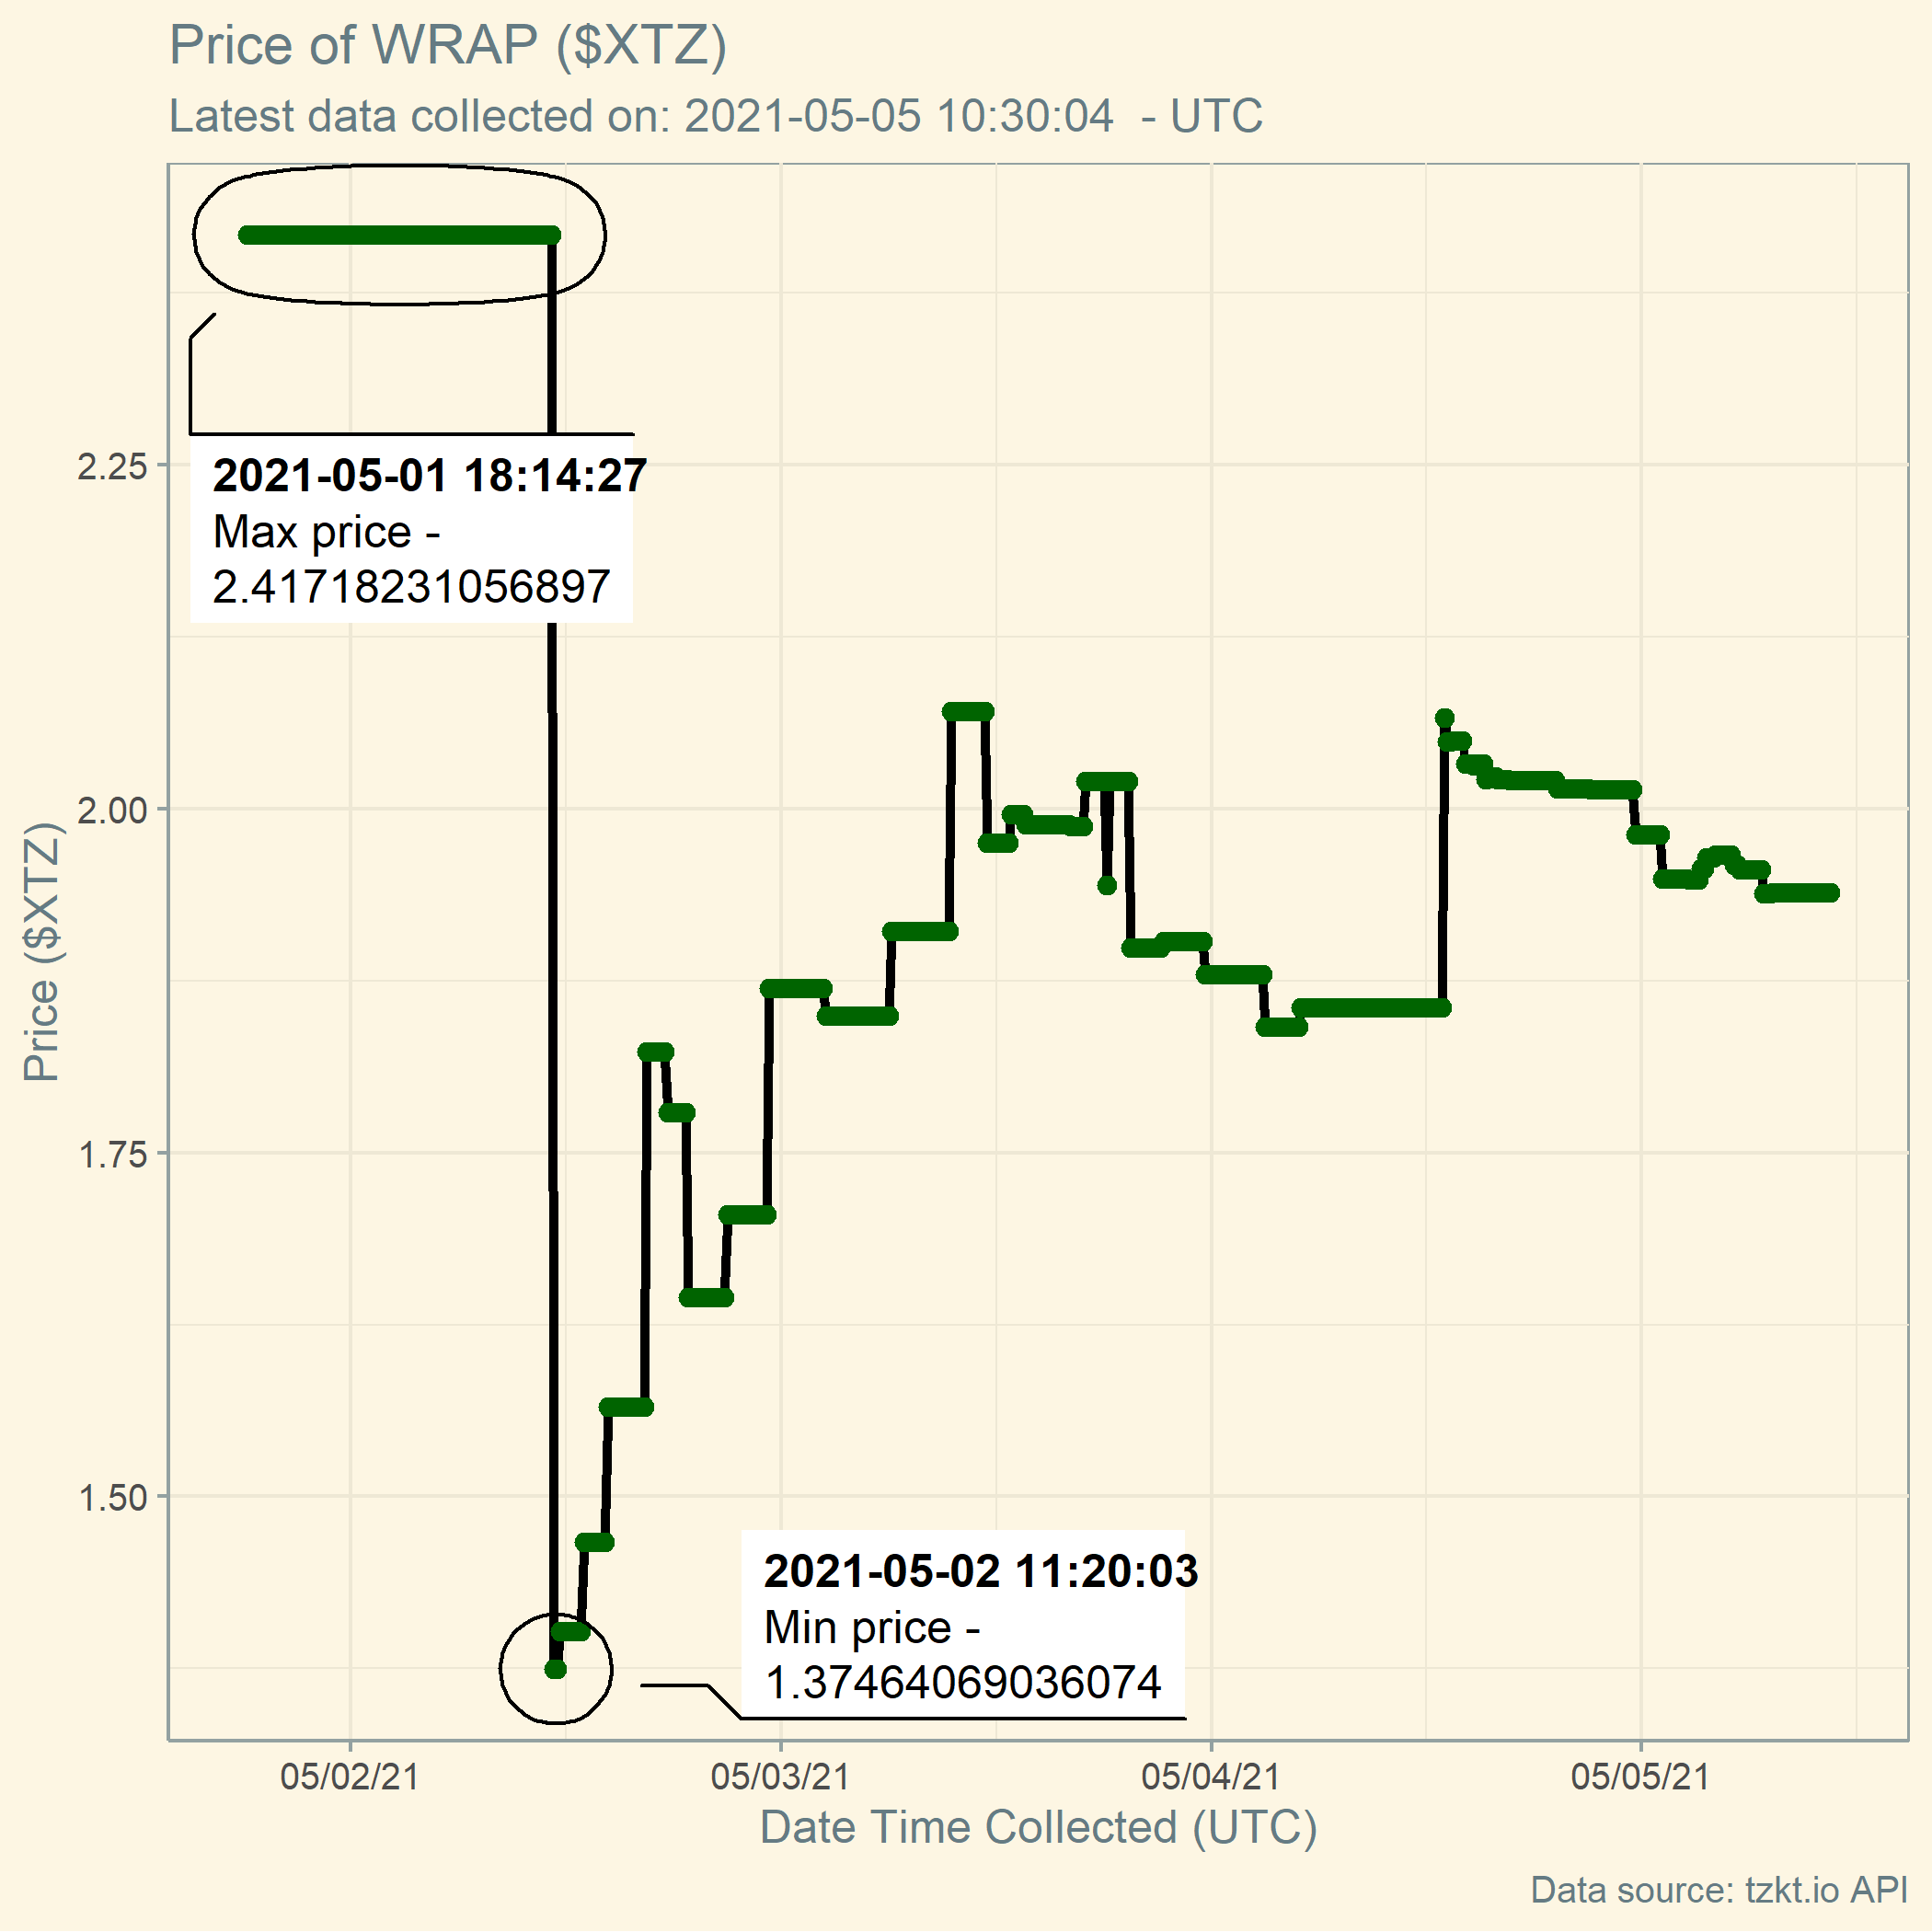 Price of WRAP ($XTZ)
Latest data collected on: 2021-05-05 10:30:04  - UTC
2021-05-01 18:14:27
Max price -
2.417182310568​97
2021-05-02 11:20:03
Min price -
1.37464069036074
Price ($XTZ)
2.25
2.00
1.75
1.50
05/02/21
05/03/21
05/04/21
05/05/21
Date Time Collected (UTC)
Data source: tzkt.io API